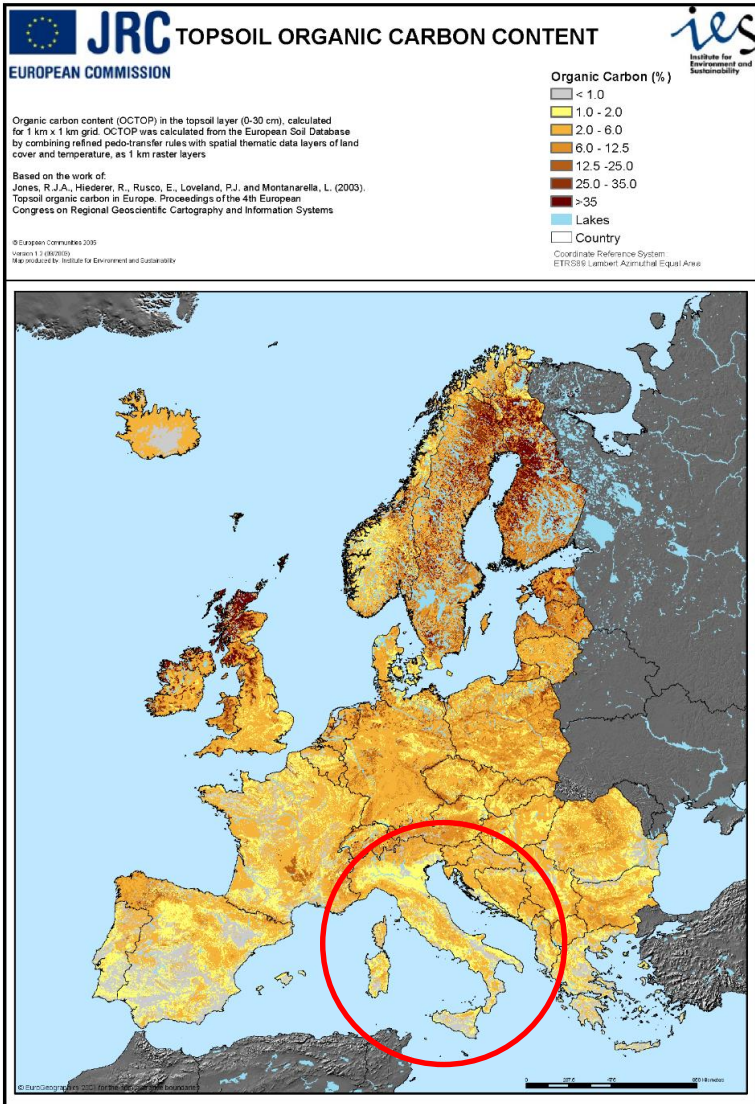 JRC
EUROPEAN COMMISSION
TOPSOIL ORGANIC CARBON CONTENT
ies
Institute for
Environment and
Sustainability
Organic carbon content (OCTOP) in the topsoil layer (0-30 cm), calculated
for 1 km x 1 km grid. OCTOP was calculated from the European Soil Database
by combining refined pedo-transfer rules with spatial thematic data layers of land
cover and temperature, as 1 km raster layers
Based on the work of:
Jones, R.J.A., Hiederer, R., Rusco, E., Loveland, P.J. and Montanarella, L. (2003).
Topsoil organic carbon in Europe. Proceedings of the 4th European
Congress on Regional Geoscientific Cartography and Information Systems
© European Communities
Version
Map produced by: Institute for Environment and Sustainability
Organic Carbon (%)
< 1.0
1.0 - 2.0
2.0 - 6.0
6.0 - 12.5
12.5 -25.0
25.0 - 35.0
>35
Lakes
Country
Coordinate Reference System:
ETRS89 Lambert Azimuthal Equal Area
© EuroGeographics for the
0
Kilometers